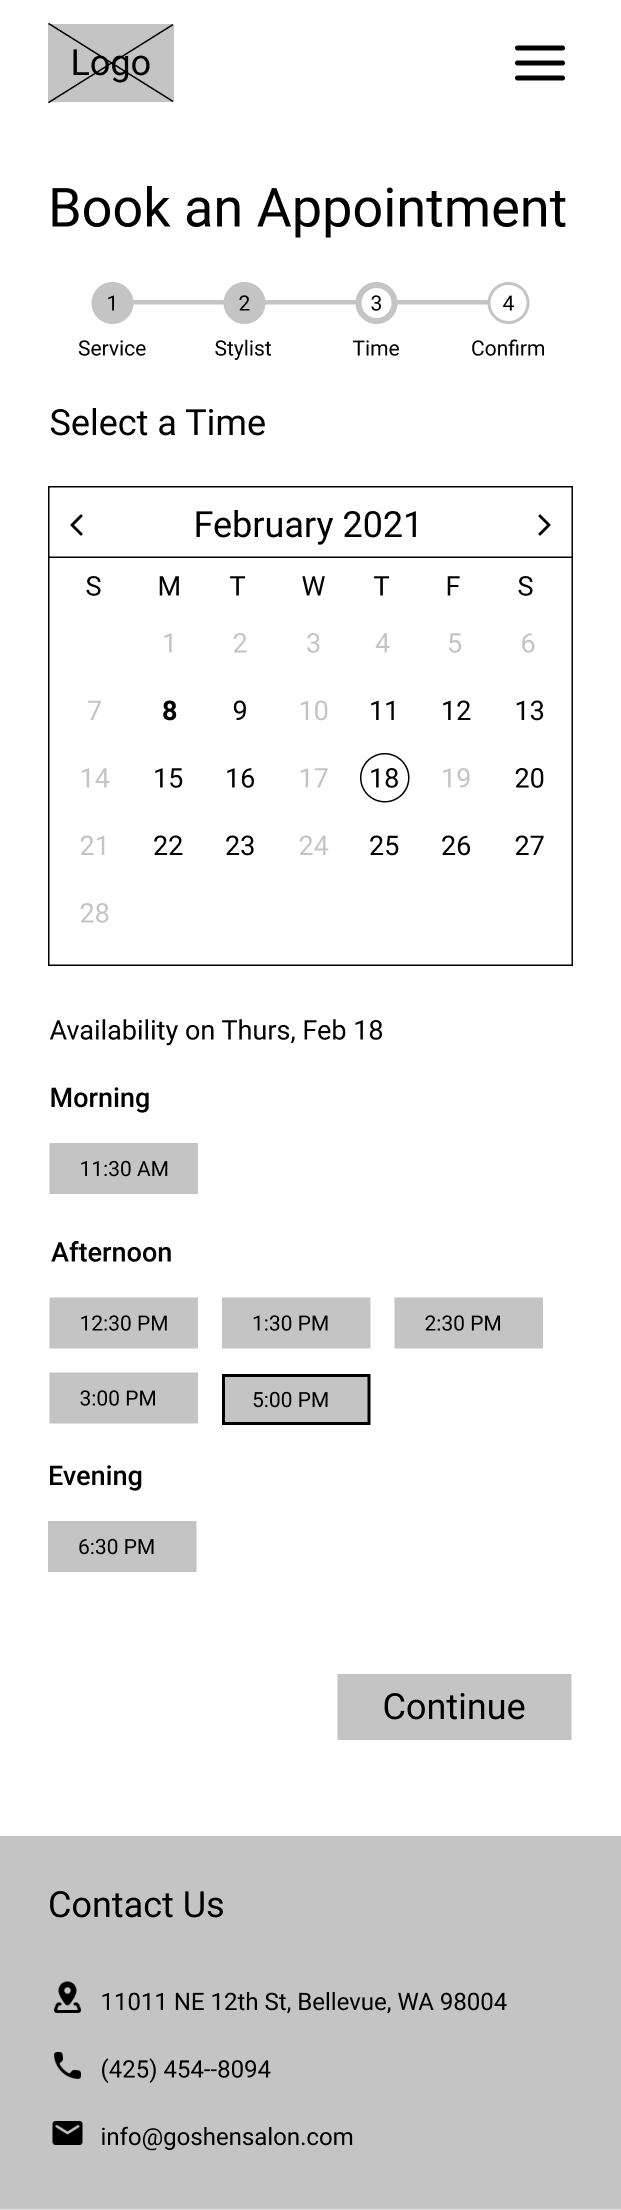 Logo
Book an Appointment
1 2 3 4
Service Stylist Time Confirm
Select a Time
February 2021
S M T W T F S
1 2 3 4 5 6
7 8 9 10 11 12 13
14 15 16 17 18 19 20
21 22 23 24 25 26 27
28
Availability on Thurs, Feb 18
Morning
11:30 AM
Afternoon
12:30 PM 1:30 PM 2:30 PM
3:00 PM 5:00 PM
Evening
6:30 PM
Continue
Contact Us
11011 NE 12th St, Bellevue, WA 98004
(425) 454--8094
info@goshensalon.com